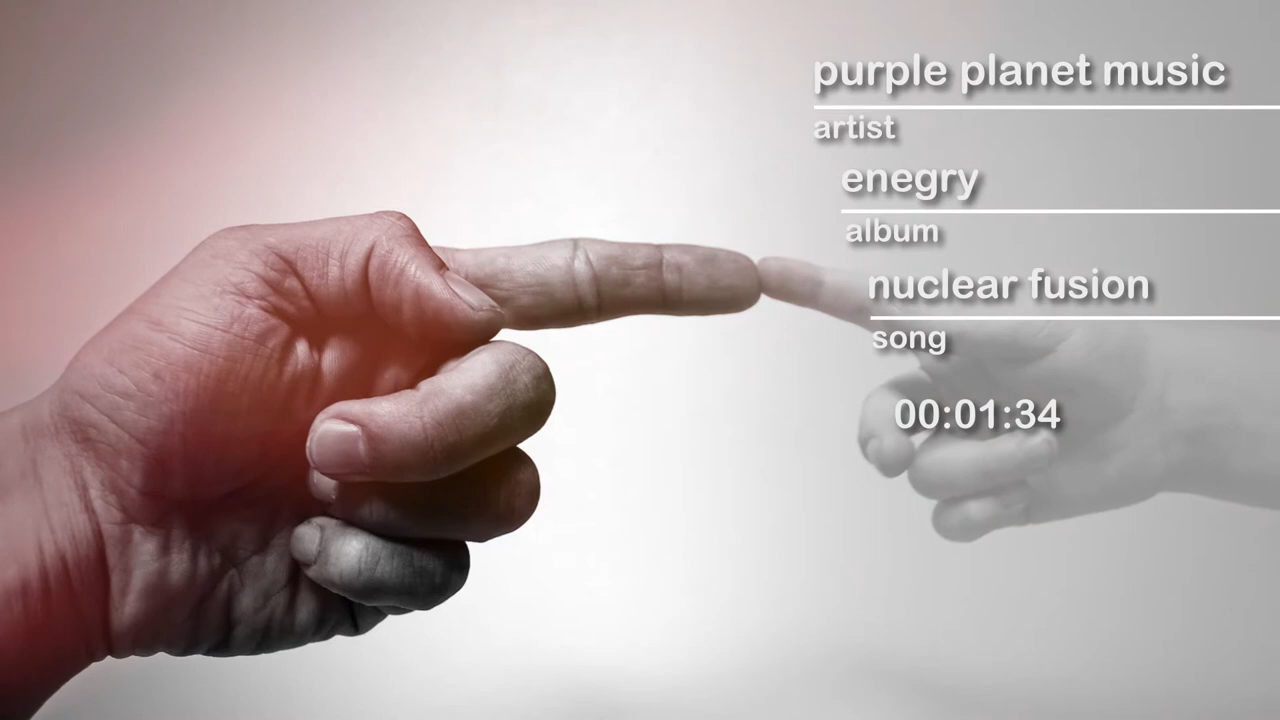 purple planet music
artist
enegry
album
nuclear fusion
song
00:01:34